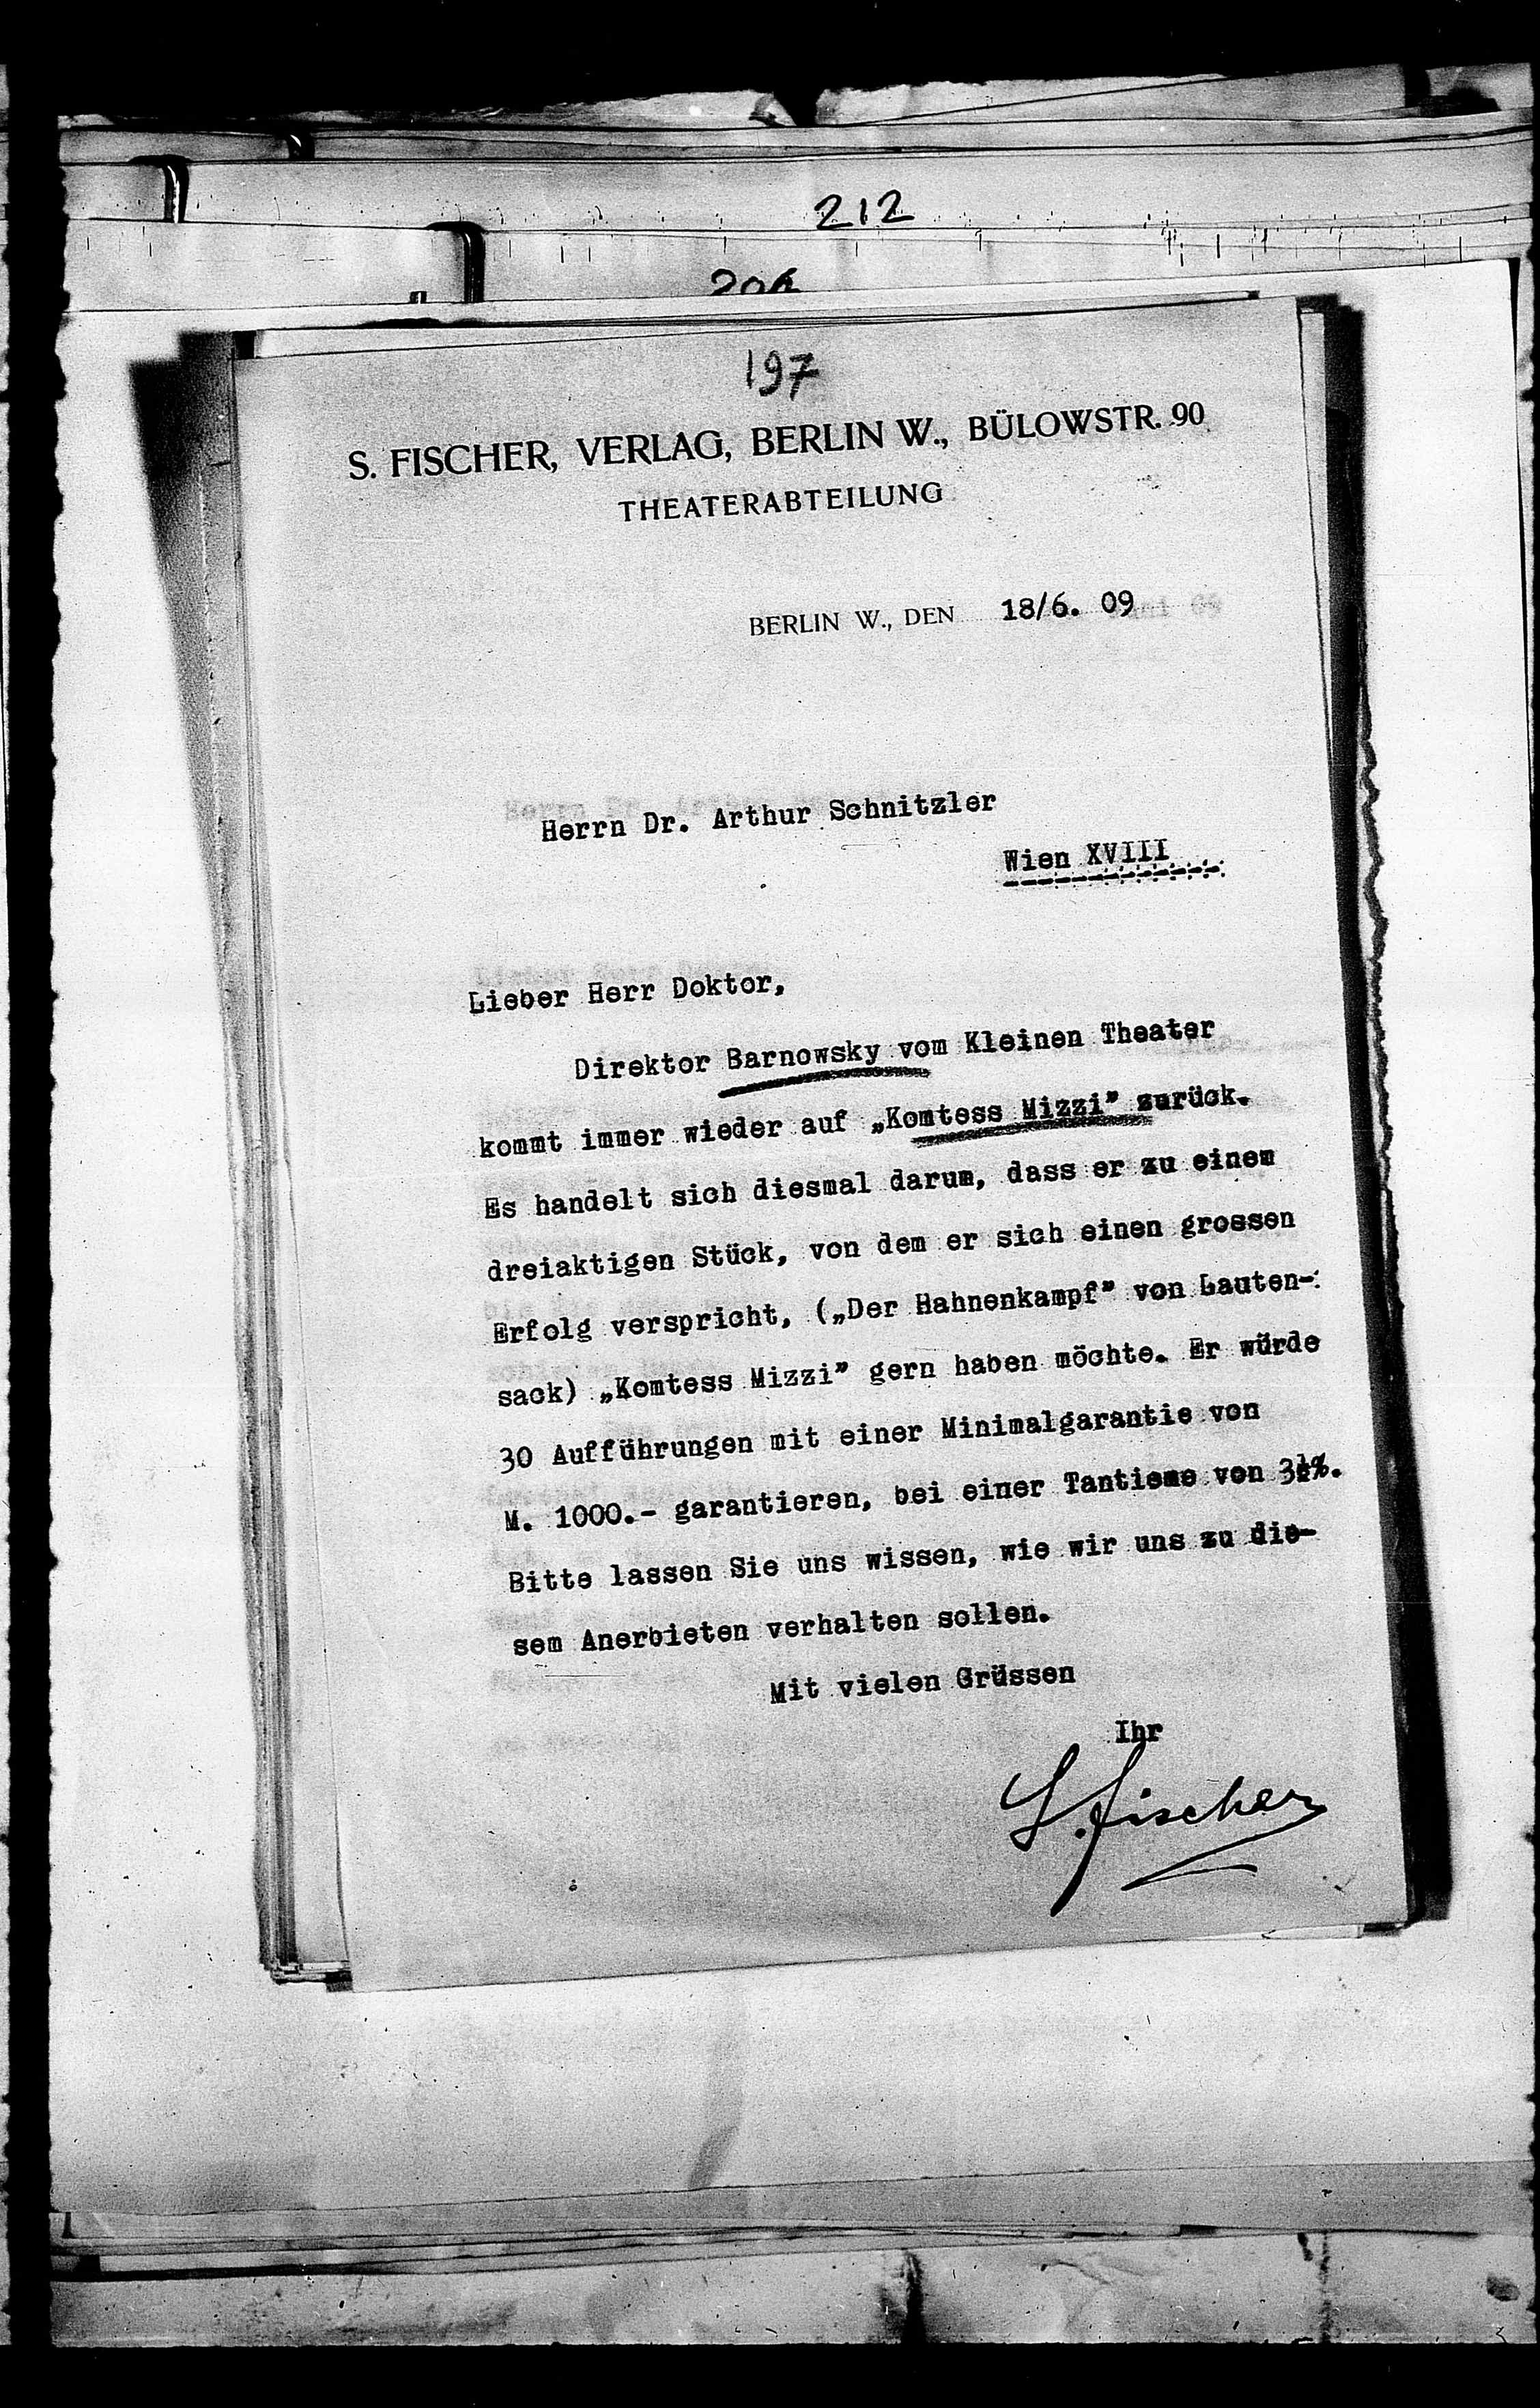 212
206
197
S. FISCHER, VERLAG, BERLIN W., BÜLOWSTR. 90
THEATERABTEILUNG
BERLIN W., DEN 18/6. 09
Herrn Dr. Arthur Schnitzler
Wien XVIII
Lieber Herr Doktor,
Direktor Barnowsky vom Kleinen Theater
kommt immer wieder auf „Komtess Mizzi" zurück.
Es handelt sich diesmal darum, dass er zu einem
dreiaktigen Stück, von dem er sich einen grossen
Erfolg verspricht, („Der Hahnenkampf" von Lauten-
sack) „Komtess Mizzi" gern haben möchte. Er würde
30 Aufführungen mit einer Minimalgarantie von
M. 1000.- garantieren, bei einer Tantieme von 3½%.
Bitte lassen Sie uns wissen, wie wir uns zu die-
sem Anerbieten verhalten sollen.
Mit vielen Grüssen
Ihr
S. Fischer